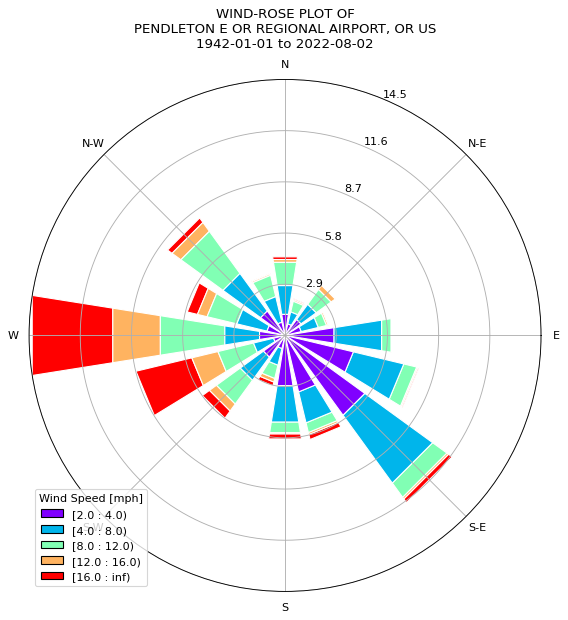 WIND-ROSE PLOT OF
PENDLETON E OR REGIONAL AIRPORT, OR US
1942-01-01 to 2022-08-02
N
14.5
11.6
N-W
N-E
8.7
5.8
2.9
W
E
Wind Speed [mph]
[2.0 : 4.0)
[4.0 : 8.0)
S-E
[8.0 : 12.0)
[12.0 : 16.0)
[16.0 : inf)
S